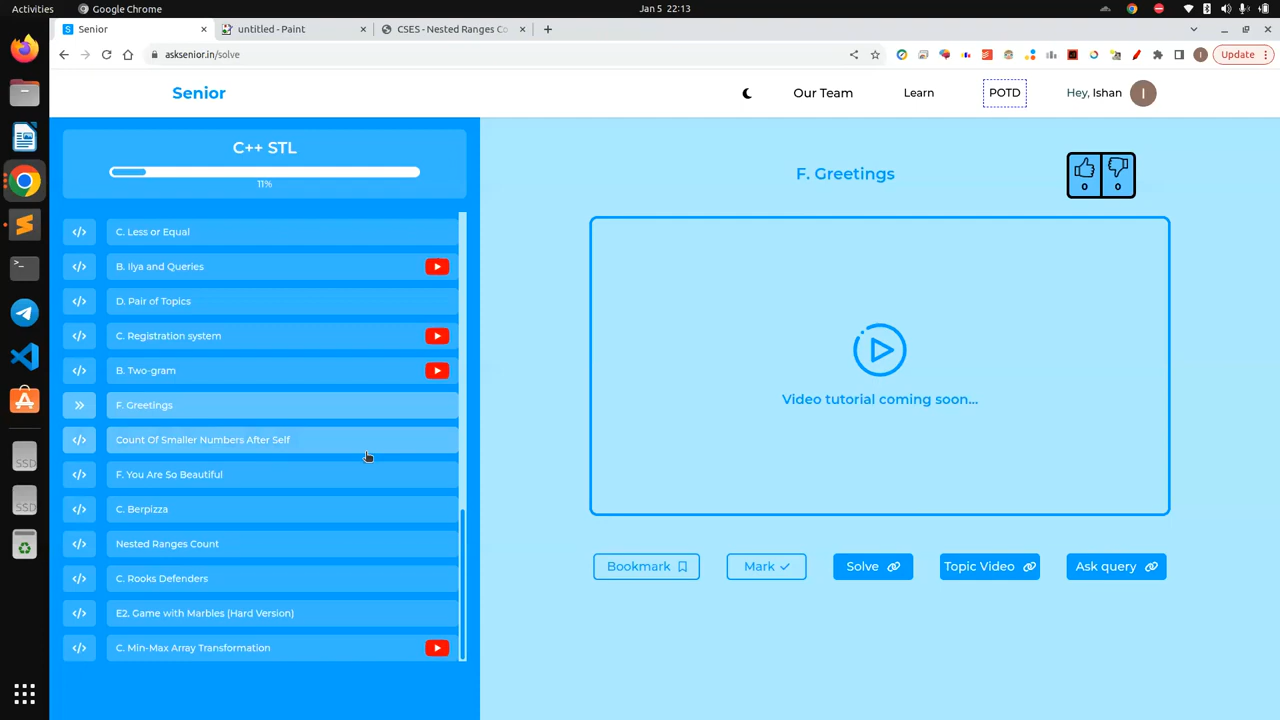 Activities
Google Chrome
Jan 5 22:13
Senior
untitled - Paint
CSES - Nested Ranges Co
asksenior.in/solve
Update
Senior
Our Team
Learn
POTD
Hey, Ishan
I
C++ STL
11%
C. Less or Equal
B. Ilya and Queries
D. Pair of Topics
C. Registration system
B. Two-gram
F. Greetings
Count Of Smaller Numbers After Self
F. You Are So Beautiful
C. Berpizza
Nested Ranges Count
C. Rooks Defenders
E2. Game with Marbles (Hard Version)
C. Min-Max Array Transformation
F. Greetings
0
0
Video tutorial coming soon...
Bookmark
Mark
Solve
Topic Video
Ask query
SSD
SSD